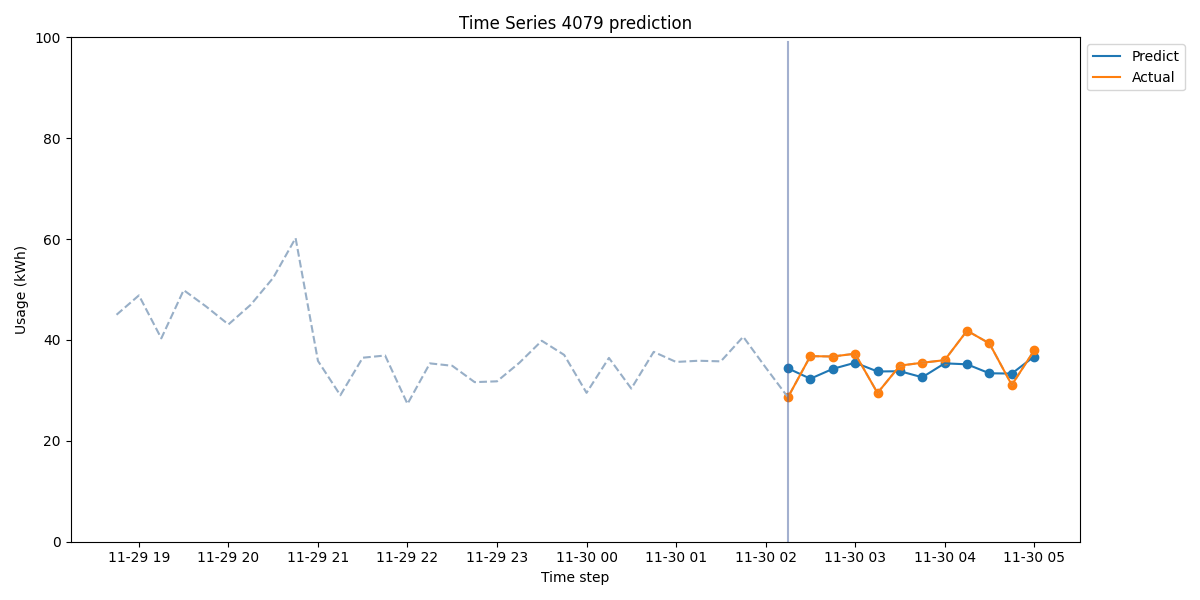 Time Series 4079 prediction
Usage (kWh)
100
80
60
40
20
0
11-29 19 11-29 20 11-29 21 11-29 22 11-29 23 11-30 00 11-30 01 11-30 02 11-30 03 11-30 04 11-30 05
Time step
Predict
Actual